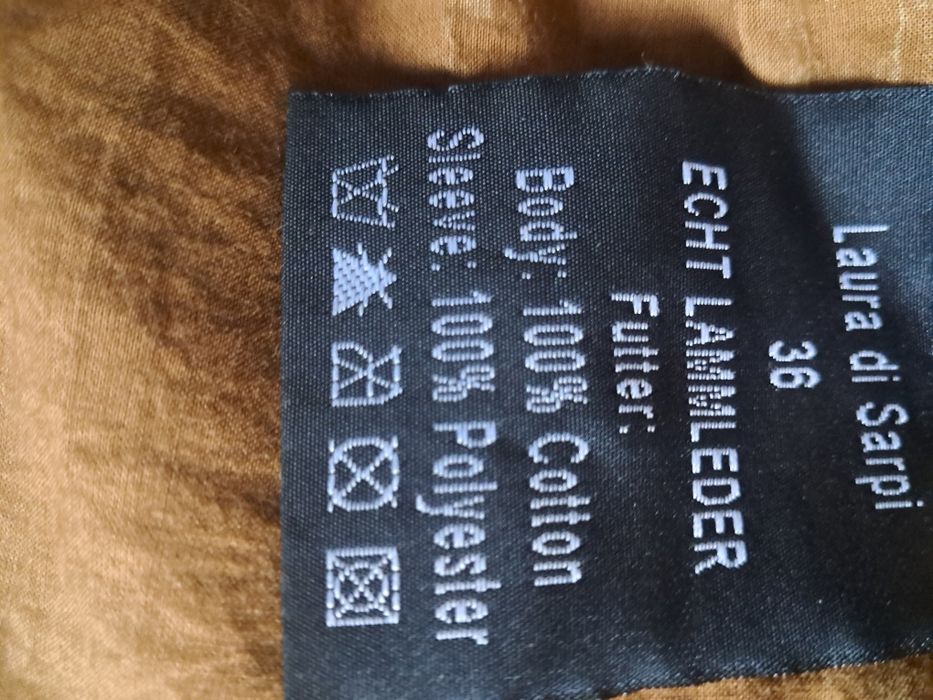 Laura di Sarpi
36
ECHT LAMMLEDER
Futter:
Body: 100% Cotton
Sleeve: 100% Polyester